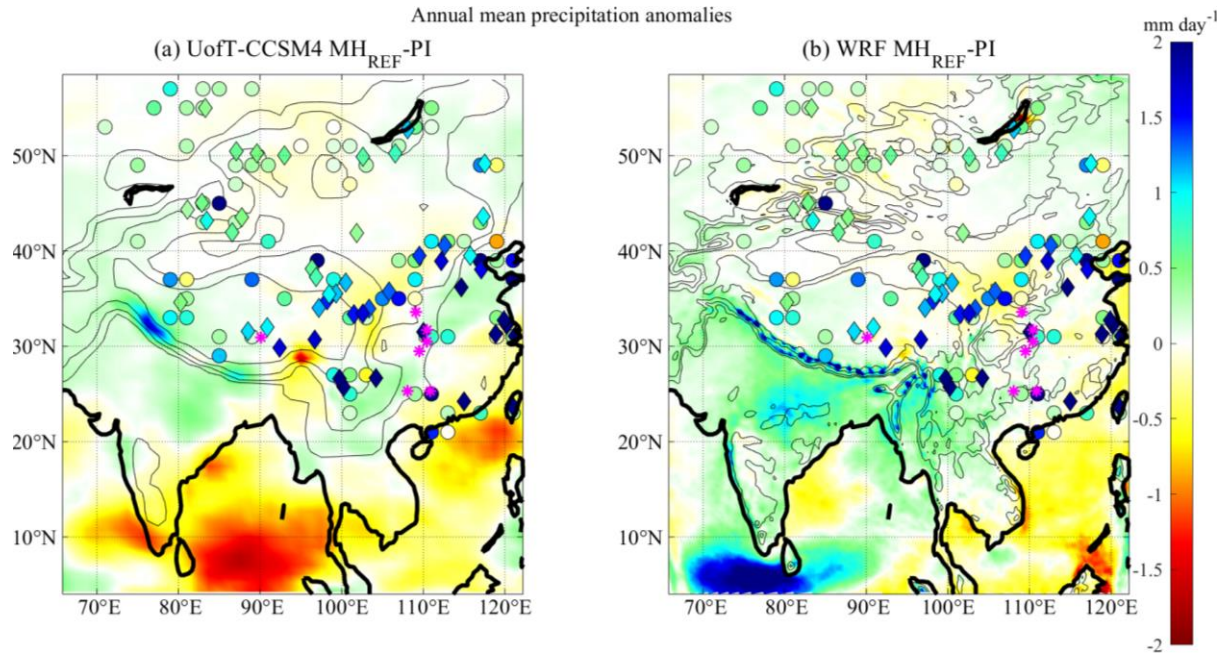 Annual mean precipitation anomalies
mm day-1
(a) UofT-CCSM4 MHREF-PI
(b) WRF MHREF-PI
2
1.5
1
0.5
0
-0.5
-1
-1.5
-2
50°N
40°N
30°N
20°N
10°N
70°E 80°E 90°E 100°E 110°E 120°E
50°N
40°N
30°N
20°N
10°N
70°E 80°E 90°E 100°E 110°E 120°E